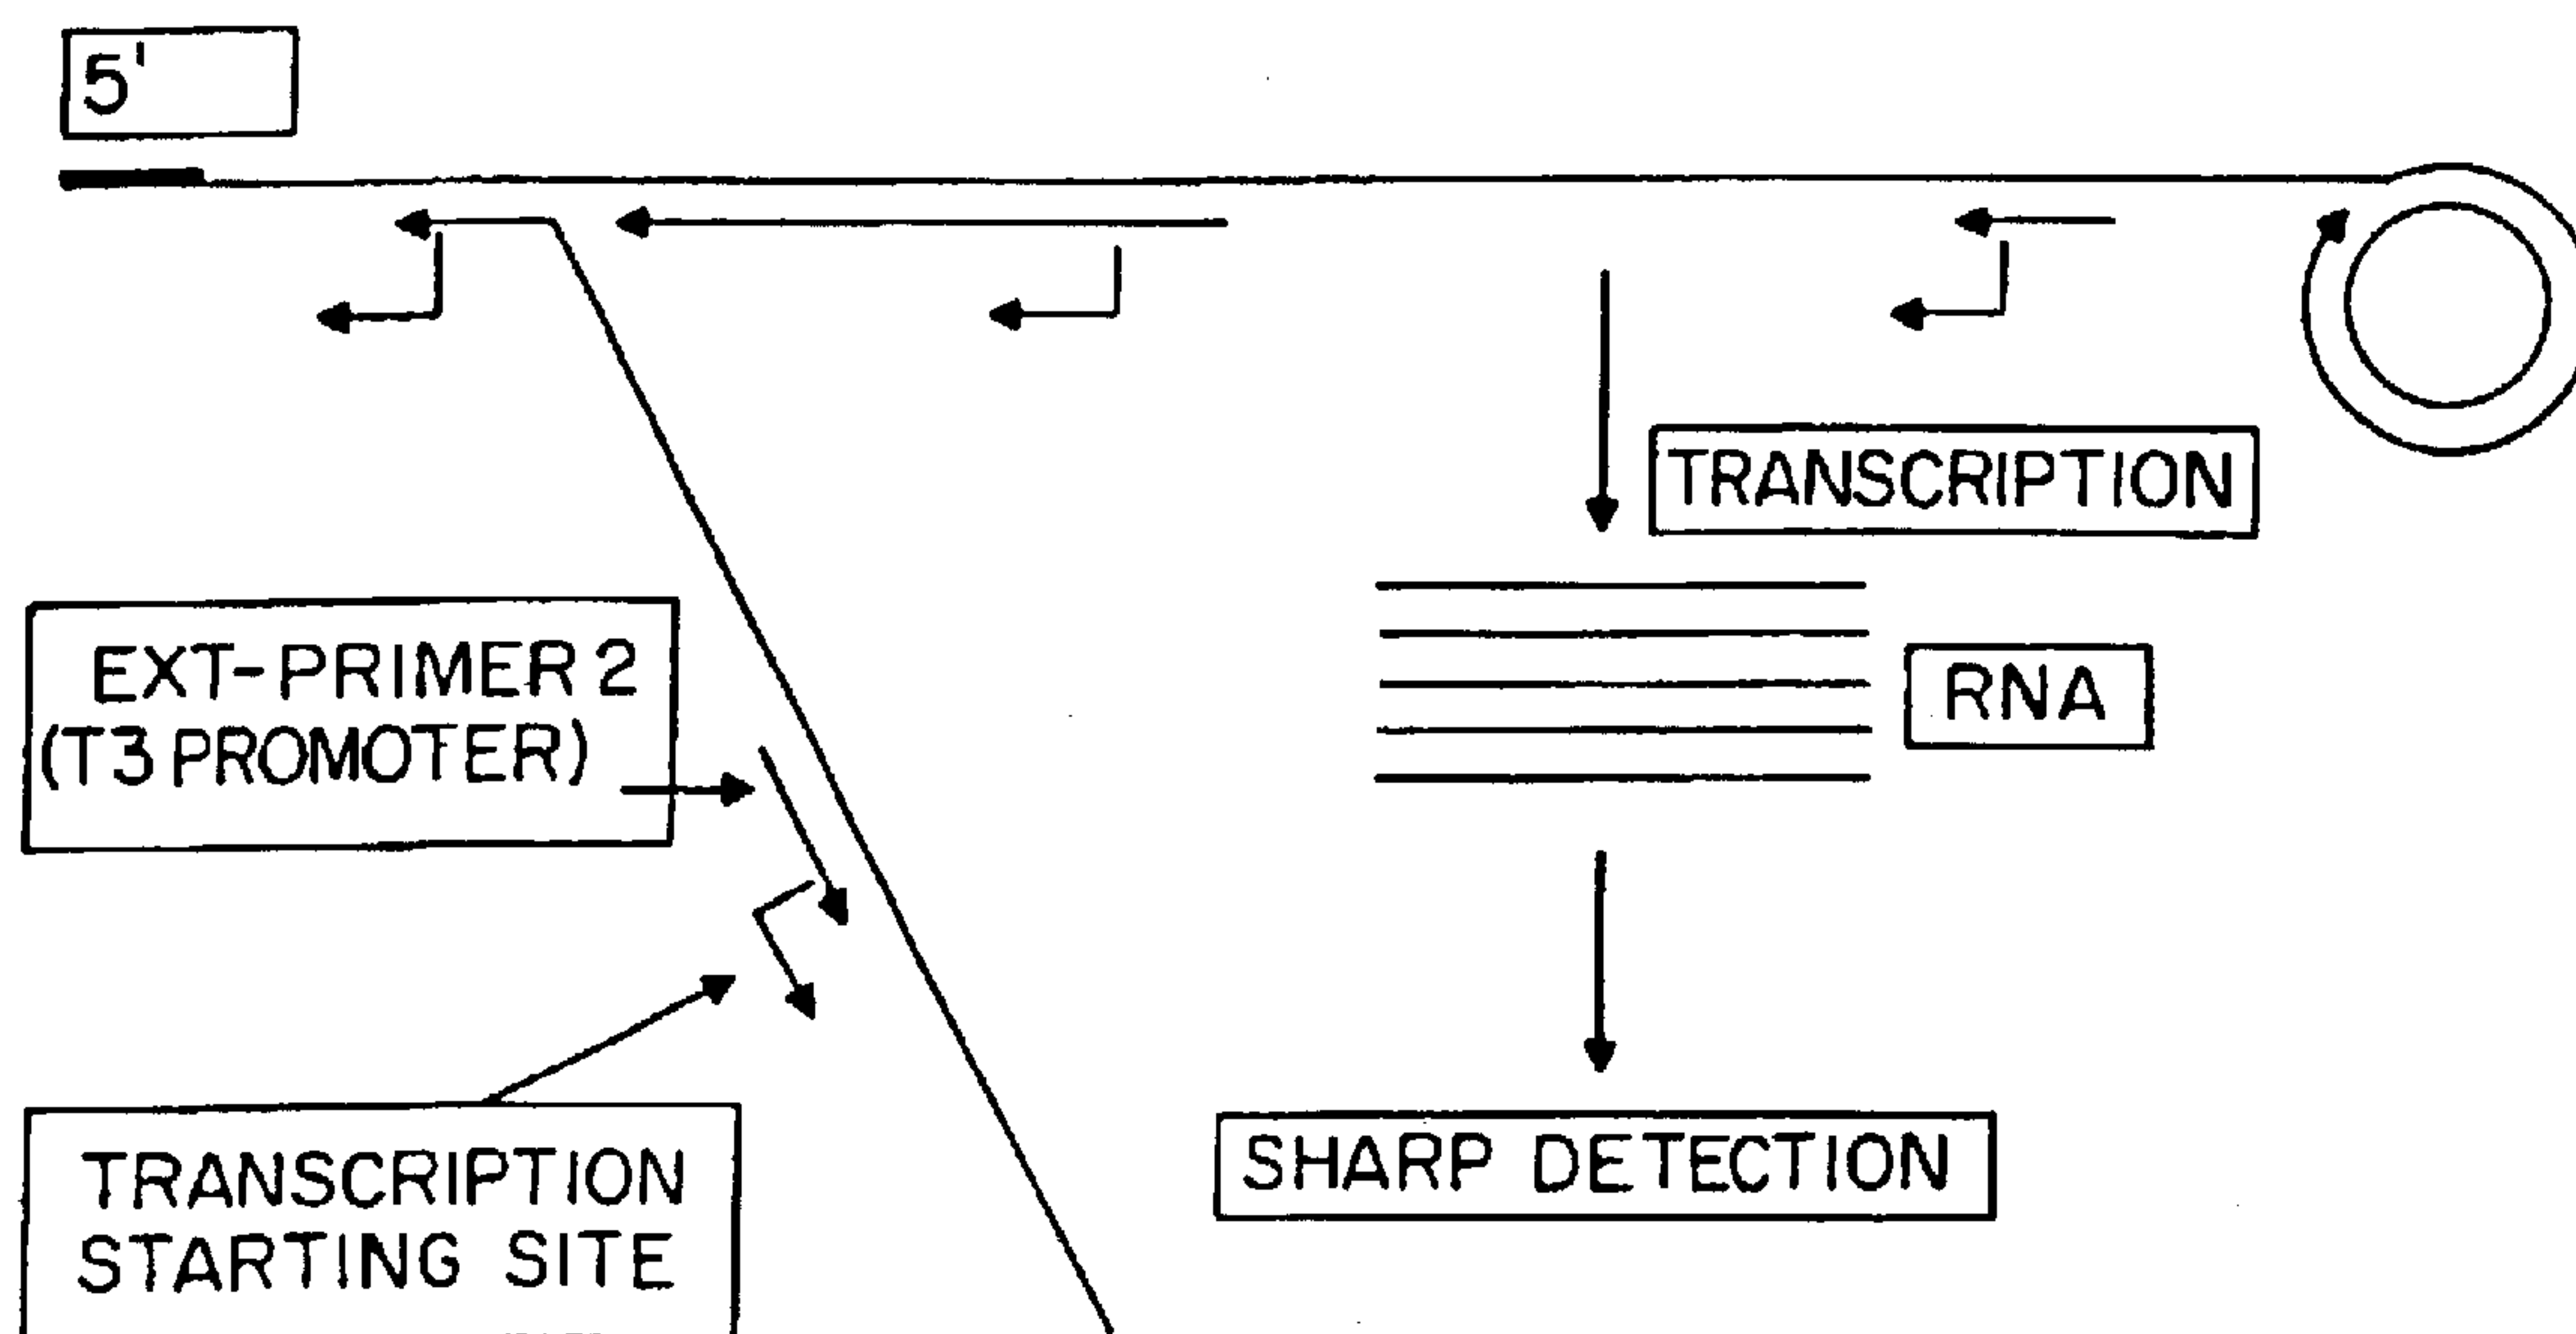 5'
TRANSCRIPTION
EXT-PRIMER 2
(T3 PROMOTER)
RNA
SHARP DETECTION
TRANSCRIPTION
STARTING SITE